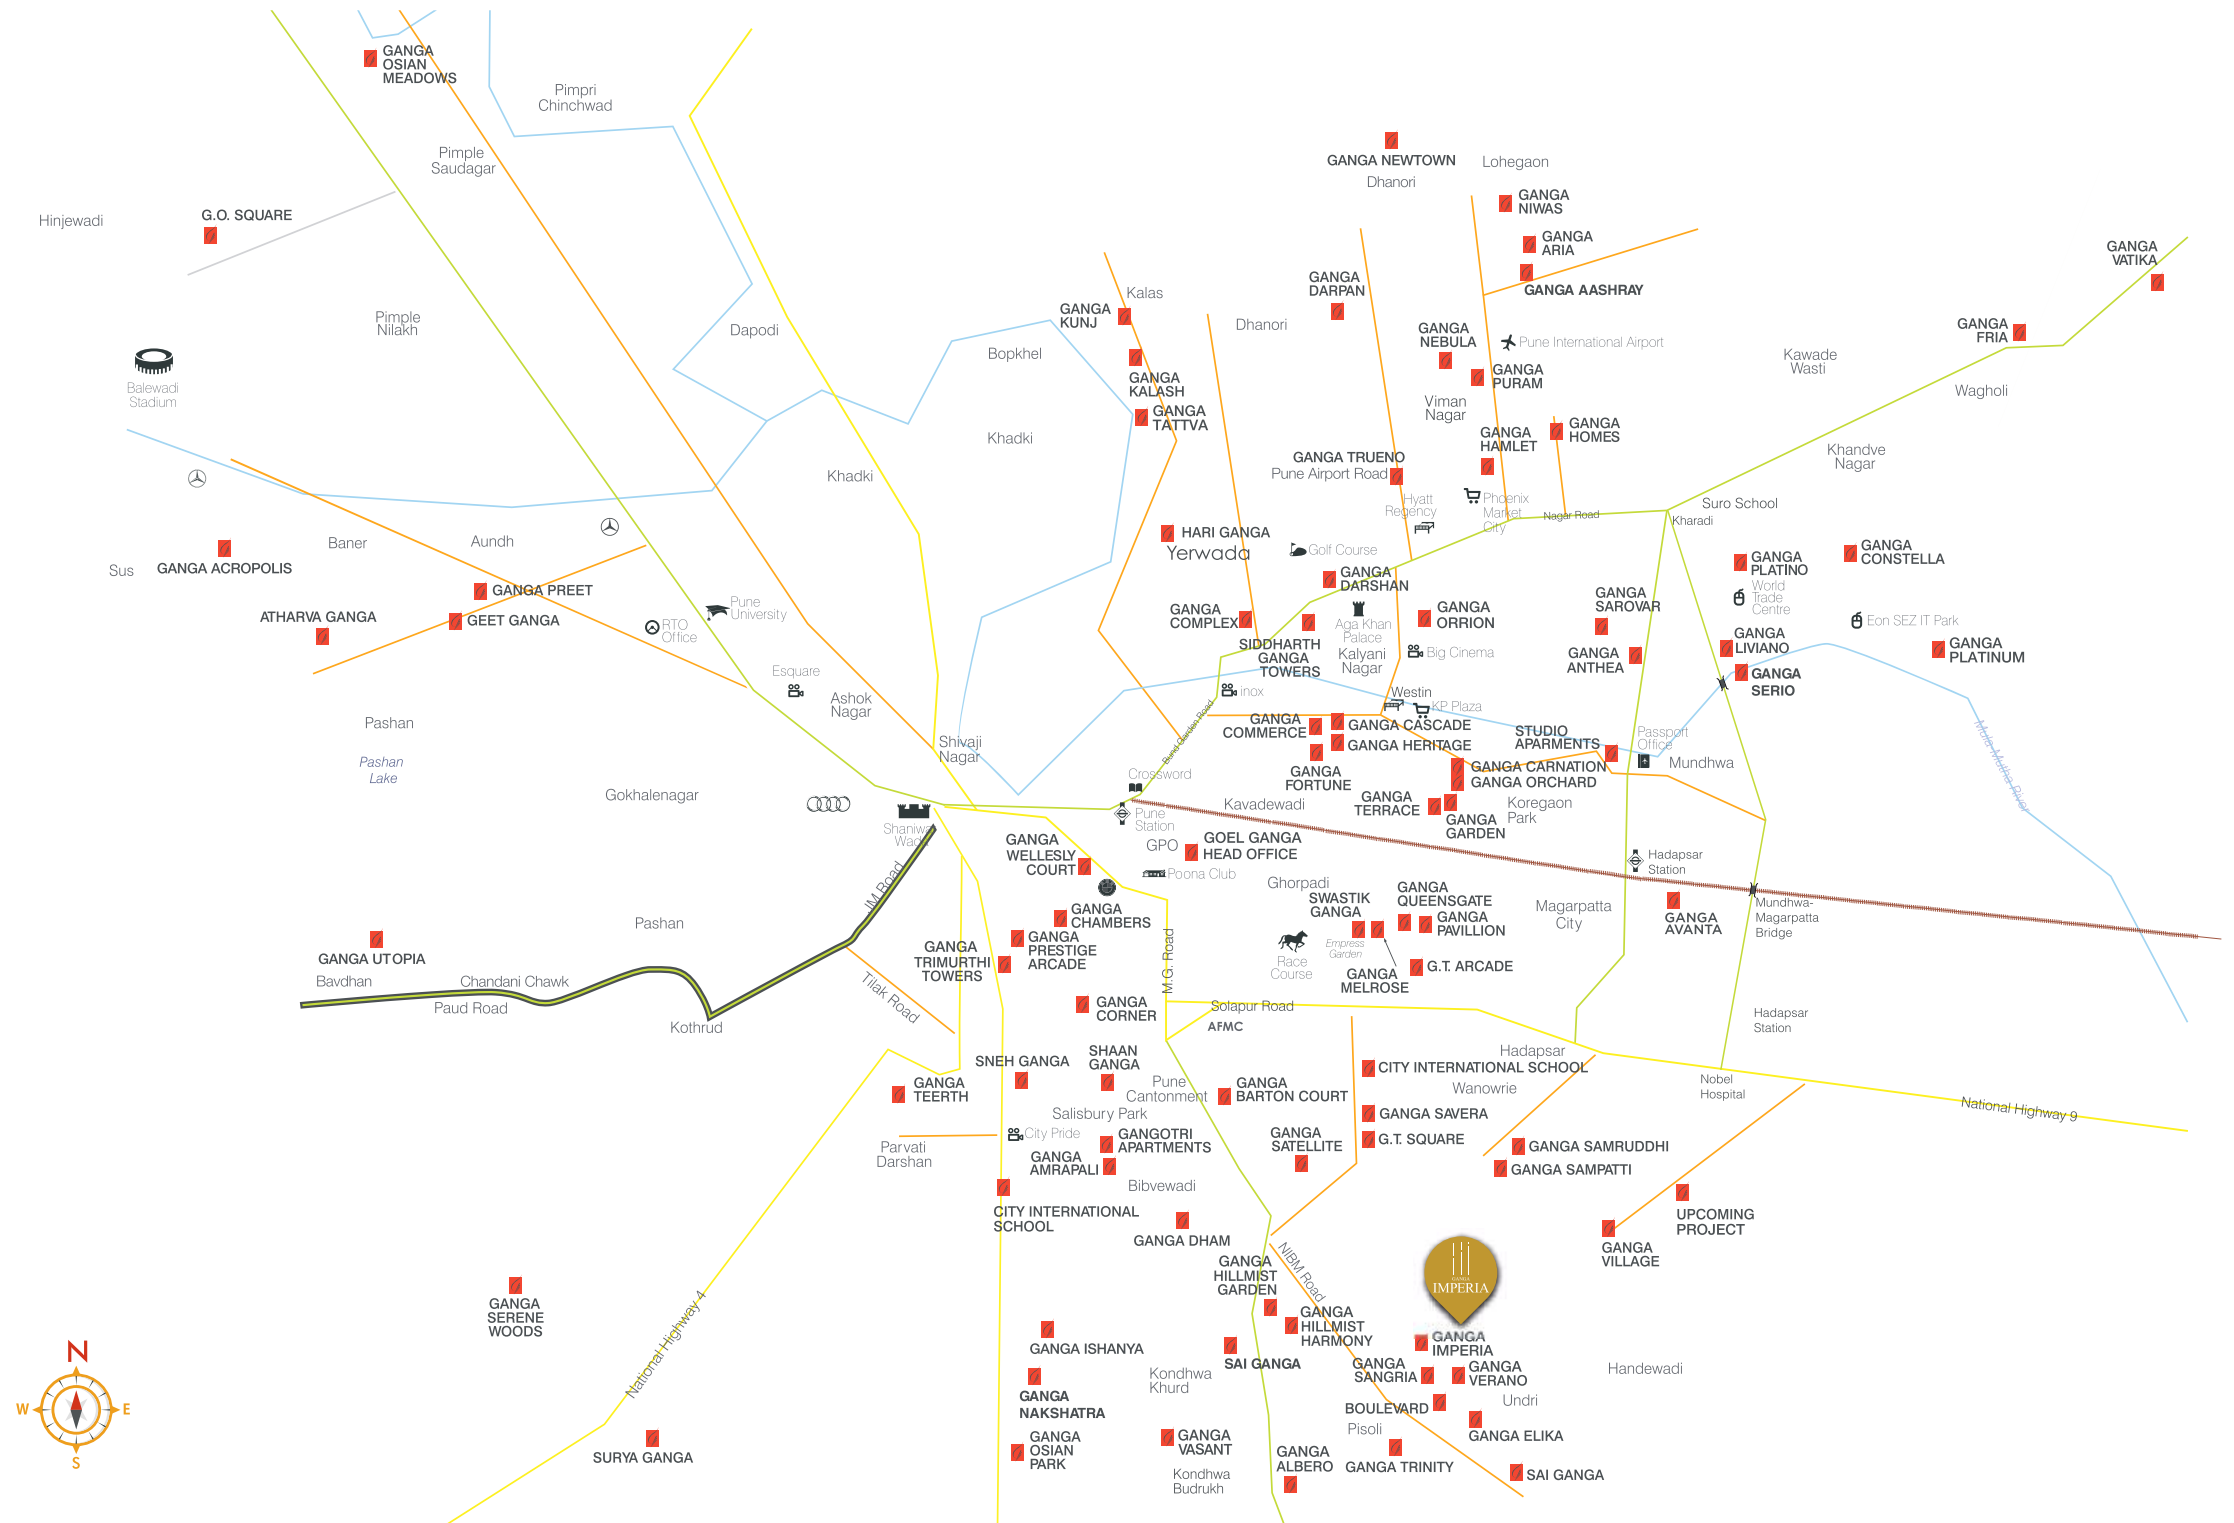 GANGA
OSIAN
MEADOWS
Pimpri
Chinchwad
Pimple
Saudagar
GANGA NEWTOWN
Dhanori
Lohegaon
GANGA
NIWAS
GANGA
ARIA
GANGA AASHRAY
Hinjewadi
G.O. SQUARE
GANGA
VATIKA
GANGA
FRIA
Kawade
Wasti
Wagholi
Khandve
Nagar
Pimple
Nilakh
Balewadi
Stadium
Dapodi
Kalas
GANGA
KUNJ
Bopkhel
GANGA
KALASH
GANGA
TATTVA
Khadki
Khadki
GANGA
DARPAN
Dhanori
GANGA
NEBULA
Pune International Airport
GANGA
PURAM
Viman
Nagar
GANGA
HAMLET
GANGA
HOMES
GANGA TRUENO
Pune Airport Road
Hyatt
Regency
Phoenix
Market
City
Nagar Road
Suro School
Kharadi
Baner
Aundh
Sus
GANGA ACROPOLIS
GANGA PREET
GEET GANGA
ATHARVA GANGA
RTO
Office
Pune
University
Esquare
Ashok
Nagar
Shivaji
Nagar
HARI GANGA
Yerwada
Golf Course
GANGA
DARSHAN
GANGA
COMPLEX
SIDDHARTH
GANGA
TOWERS
Aga Khan
Palace
Kalyani
Nagar
GANGA
ORRION
Big Cinema
inox
Westin
KP Plaza
GANGA
SAROVAR
GANGA
ANTHEA
GANGA
PLATINO
World
Trade
Centre
GANGA
CONSTELLA
Eon SEZ IT Park
GANGA
LIVIANO
GANGA
SERIO
GANGA
PLATINUM
Mula-Mutha River
Pashan
Pashan
Lake
Gokhalenagar
Shaniwar
Wada
Bund Garden Road
Crossword
Pune
Station
GANGA
COMMERCE
GANGA CASCADE
GANGA HERITAGE
GANGA
FORTUNE
STUDIO
APARMENTS
Passport
Office
Mundhwa
GANGA CARNATION
GANGA ORCHARD
GANGA
TERRACE
GANGA
GARDEN
Koregaon
Park
Kavadewadi
GPO
GOEL GANGA
HEAD OFFICE
Poona Club
GANGA
WELLESLY
COURT
Hadapsar
Station
Ghorpadi
SWASTIK
GANGA
GANGA
QUEENSGATE
GANGA
PAVILLION
Empress
Garden
Race
Course
GANGA
MELROSE
G.T. ARCADE
Magarpatta
City
GANGA
AVANTA
Mundhwa-
Magarpatta
Bridge
JM Road
Pashan
GANGA UTOPIA
Bavdhan
Chandani Chawk
Paud Road
Kothrud
Tilak Road
GANGA
CHAMBERS
GANGA
PRESTIGE
ARCADE
GANGA
TRIMURTHI
TOWERS
GANGA
CORNER
M.G. Road
Solapur Road
AFMC
Hadapsar
Station
Hadapsar
CITY INTERNATIONAL SCHOOL
Wanowrie
Nobel
Hospital
National Highway 9
SNEH GANGA
SHAAN
GANGA
GANGA
TEERTH
Pune
Cantonment
Salisbury Park
GANGA
BARTON COURT
GANGA SAVERA
G.T. SQUARE
City Pride
GANGOTRI
APARTMENTS
GANGA
AMRAPALI
Parvati
Darshan
GANGA
SATELLITE
GANGA SAMRUDDHI
GANGA SAMPATTI
Bibvewadi
CITY INTERNATIONAL
SCHOOL
GANGA DHAM
UPCOMING
PROJECT
GANGA
VILLAGE
NIBM Road
GANGA
HILLMIST
GARDEN
GANGA
HILLMIST
HARMONY
GANGA
IMPERIA
GANGA
IMPERIA
GANGA
SERENE
WOODS
National Highway 4
GANGA ISHANYA
SAI GANGA
GANGA
SANGRIA
GANGA
VERANO
Handewadi
Kondhwa
Khurd
GANGA
NAKSHATRA
BOULEVARD
Undri
Pisoli
GANGA ELIKA
SURYA GANGA
GANGA
OSIAN
PARK
GANGA
VASANT
Kondhwa
Budrukh
GANGA
ALBERO
GANGA TRINITY
SAI GANGA
N
W
E
S